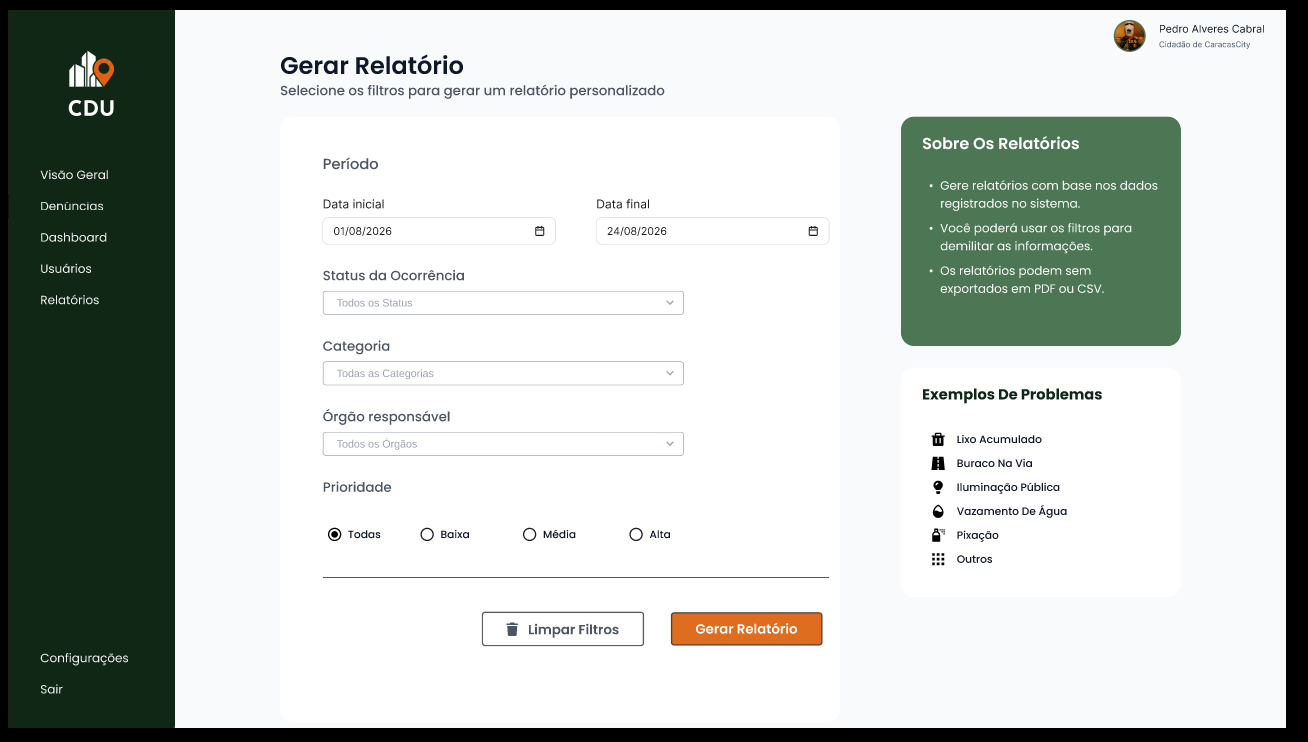 CDU
Visão Geral
Denúncias
Dashboard
Usuários
Relatórios
Configurações
Sair
Pedro Alveres Cabral
Cidadão de CaracasCity
Gerar Relatório
Selecione os filtros para gerar um relatório personalizado
Período
Data inicial
Data final
01/08/2026
24/08/2026
Status da Ocorrência
Todos os Status
Categoria
Todas as Categorias
Órgão responsável
Todos os Órgãos
Prioridade
Todas
Baixa
Média
Alta
Limpar Filtros
Gerar Relatório
Sobre Os Relatórios
• Gere relatórios com base nos dados
registrados no sistema.
• Você poderá usar os filtros para
demilitar as informações.
• Os relatórios podem sem
exportados em PDF ou CSV.
Exemplos De Problemas
Lixo Acumulado
Buraco Na Via
Iluminação Pública
Vazamento De Água
Pixação
Outros